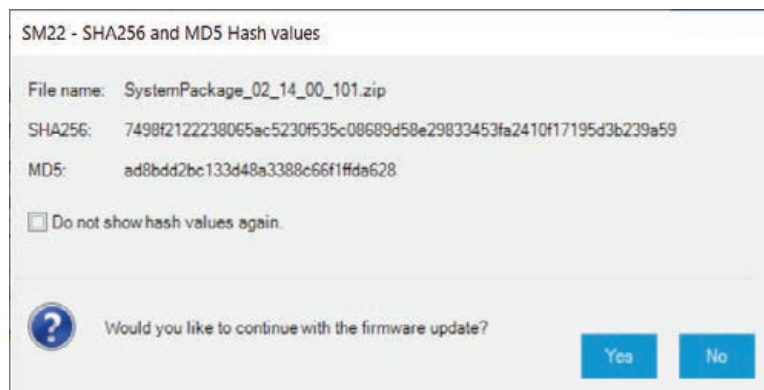 SM22 - SHA256 and MD5 Hash values
File name: SystemPackage_02_14_00_101.zip
SHA256: 7498f2122238065ac5230f535c08689d58e29833453fa2410f17195d3b239a59
MD5: ad8bdd2bc133d48a3388c66f1ffda628
Do not show hash values again.
Would you like to continue with the firmware update?
Yes No